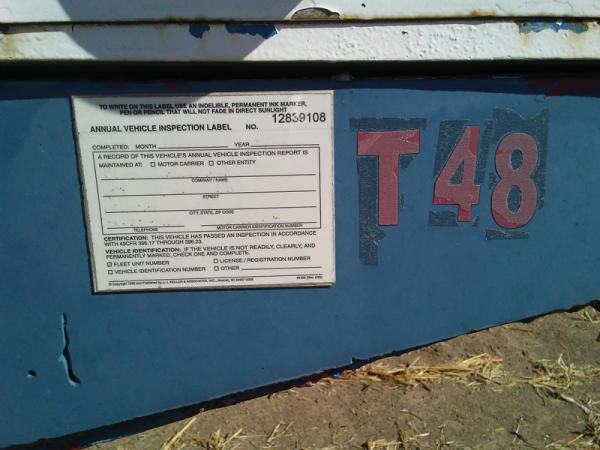 TO WRITE ON THIS LABEL USE AN INDELIBLE, PERMANENT INK MARKER,
PEN OR PENCIL THAT WILL NOT FADE IN DIRECT SUNLIGHT
ANNUAL VEHICLE INSPECTION LABEL NO. 12839108
COMPLETED: MONTH YEAR
A RECORD OF THIS VEHICLE'S ANNUAL VEHICLE INSPECTION REPORT IS
MAINTAINED AT: MOTOR CARRIER OTHER ENTITY
COMPANY NAME
STREET
CITY, STATE, ZIP CODE
TELEPHONE MOTOR CARRIER IDENTIFICATION NUMBER
CERTIFICATION: THIS VEHICLE HAS PASSED AN INSPECTION IN ACCORDANCE
WITH 49CFR 396.17 THROUGH 396.23.
VEHICLE IDENTIFICATION: IF THE VEHICLE IS NOT READILY, CLEARLY, AND
PERMANENTLY MARKED, CHECK ONE AND COMPLETE.
FLEET UNIT NUMBER LICENSE / REGISTRATION NUMBER
VEHICLE IDENTIFICATION NUMBER OTHER
T48